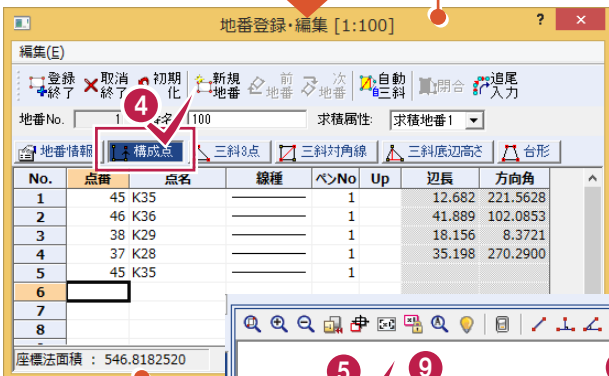 地番登録・編集 [1:100] ? ×
編集(E)
登録終了 取消終了 初期化 新規地番 前地番 次地番 自動三斜 閉合 追尾入力
地番No. 1 100 求積属性: 求積地番1
4
地番情報 構成点 三斜3点 三斜対角線 三斜底辺高さ 台形
No. 点番 点名 線種 ペンNo Up 辺長 方向角
1 45 K35 1 12.682 221.5628
2 46 K36 1 41.889 102.0853
3 38 K29 1 18.156 8.3721
4 37 K28 1 35.198 270.2900
5 45 K35 1
6
7
8
座標法面積 : 546.8182520
5 9